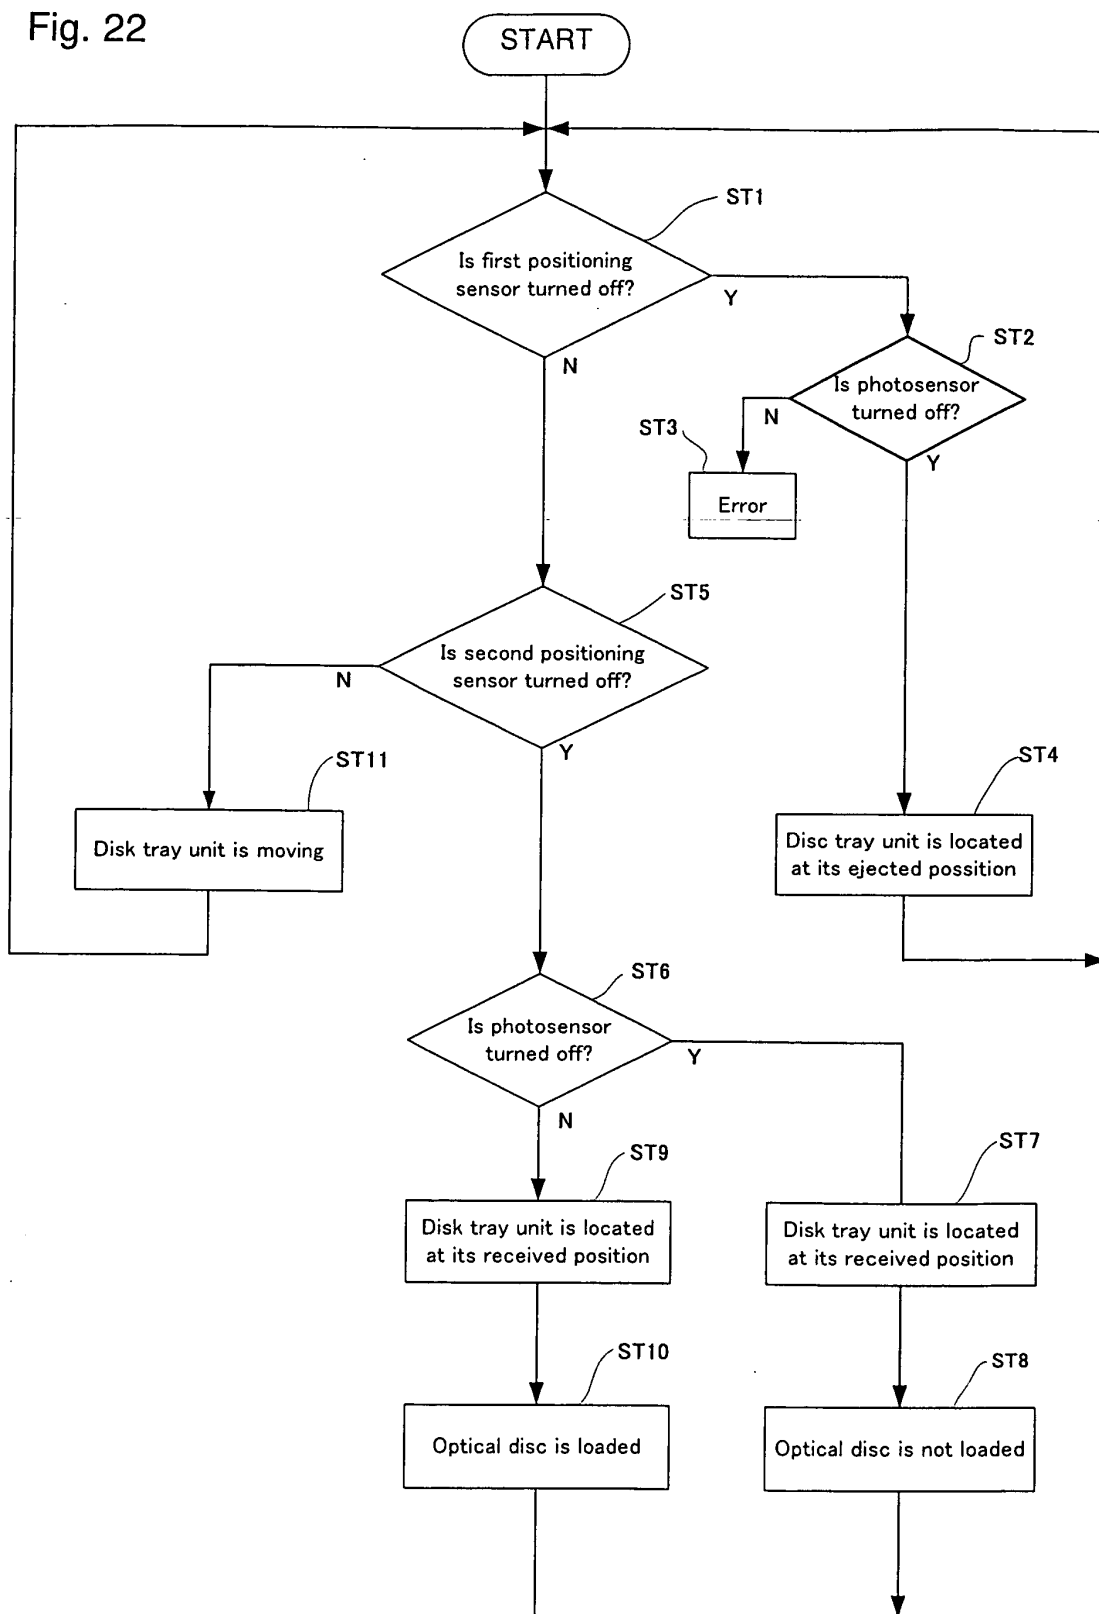 Fig. 22
START
ST1
Is first positioning
sensor turned off?
Y
N
ST2
Is photosensor
turned off?
N
Y
ST3
Error
ST5
Is second positioning
sensor turned off?
N
Y
ST11
Disk tray unit is moving
ST4
Disc tray unit is located
at its ejected possition
ST6
Is photosensor
turned off?
Y
N
ST9
Disk tray unit is located
at its received position
ST7
Disk tray unit is located
at its received position
ST10
Optical disc is loaded
ST8
Optical disc is not loaded